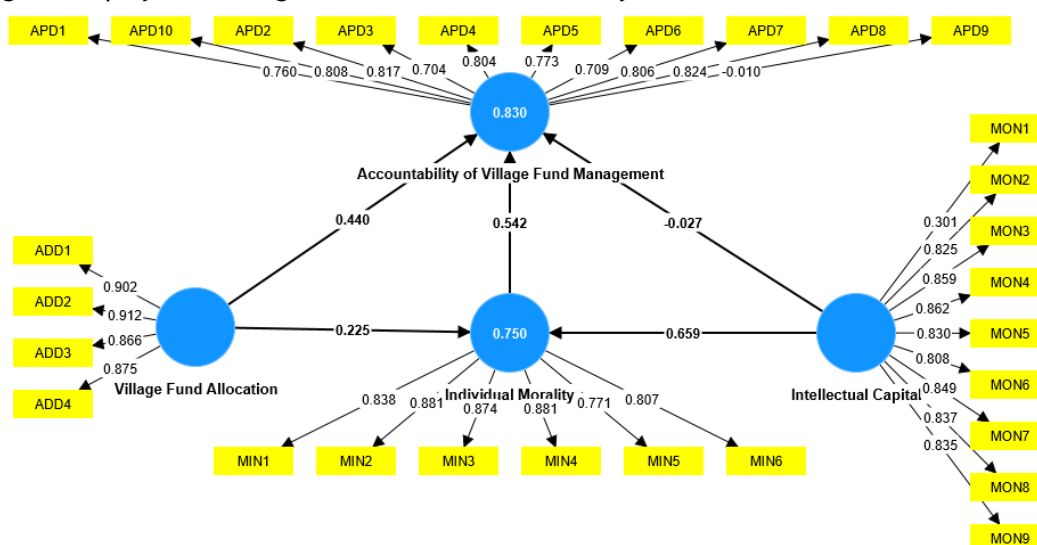 APD1 APD10 APD2 APD3 APD4 APD5 APD6 APD7 APD8 APD9
0.760 0.808 0.817 0.704 0.804 0.773 0.709 0.806 0.824 -0.010
0.830
Accountability of Village Fund Management
0.440
0.542
-0.027
ADD1
ADD2
ADD3
ADD4
0.902
0.912
0.866
0.875
Village Fund Allocation
0.225
0.750
Individual Morality
0.659
Intellectual Capital
0.838 0.881 0.874 0.881 0.771 0.807
MIN1 MIN2 MIN3 MIN4 MIN5 MIN6
MON1
MON2
MON3
MON4
MON5
MON6
MON7
MON8
MON9
0.301
0.825
0.859
0.862
0.830
0.808
0.849
0.837
0.835